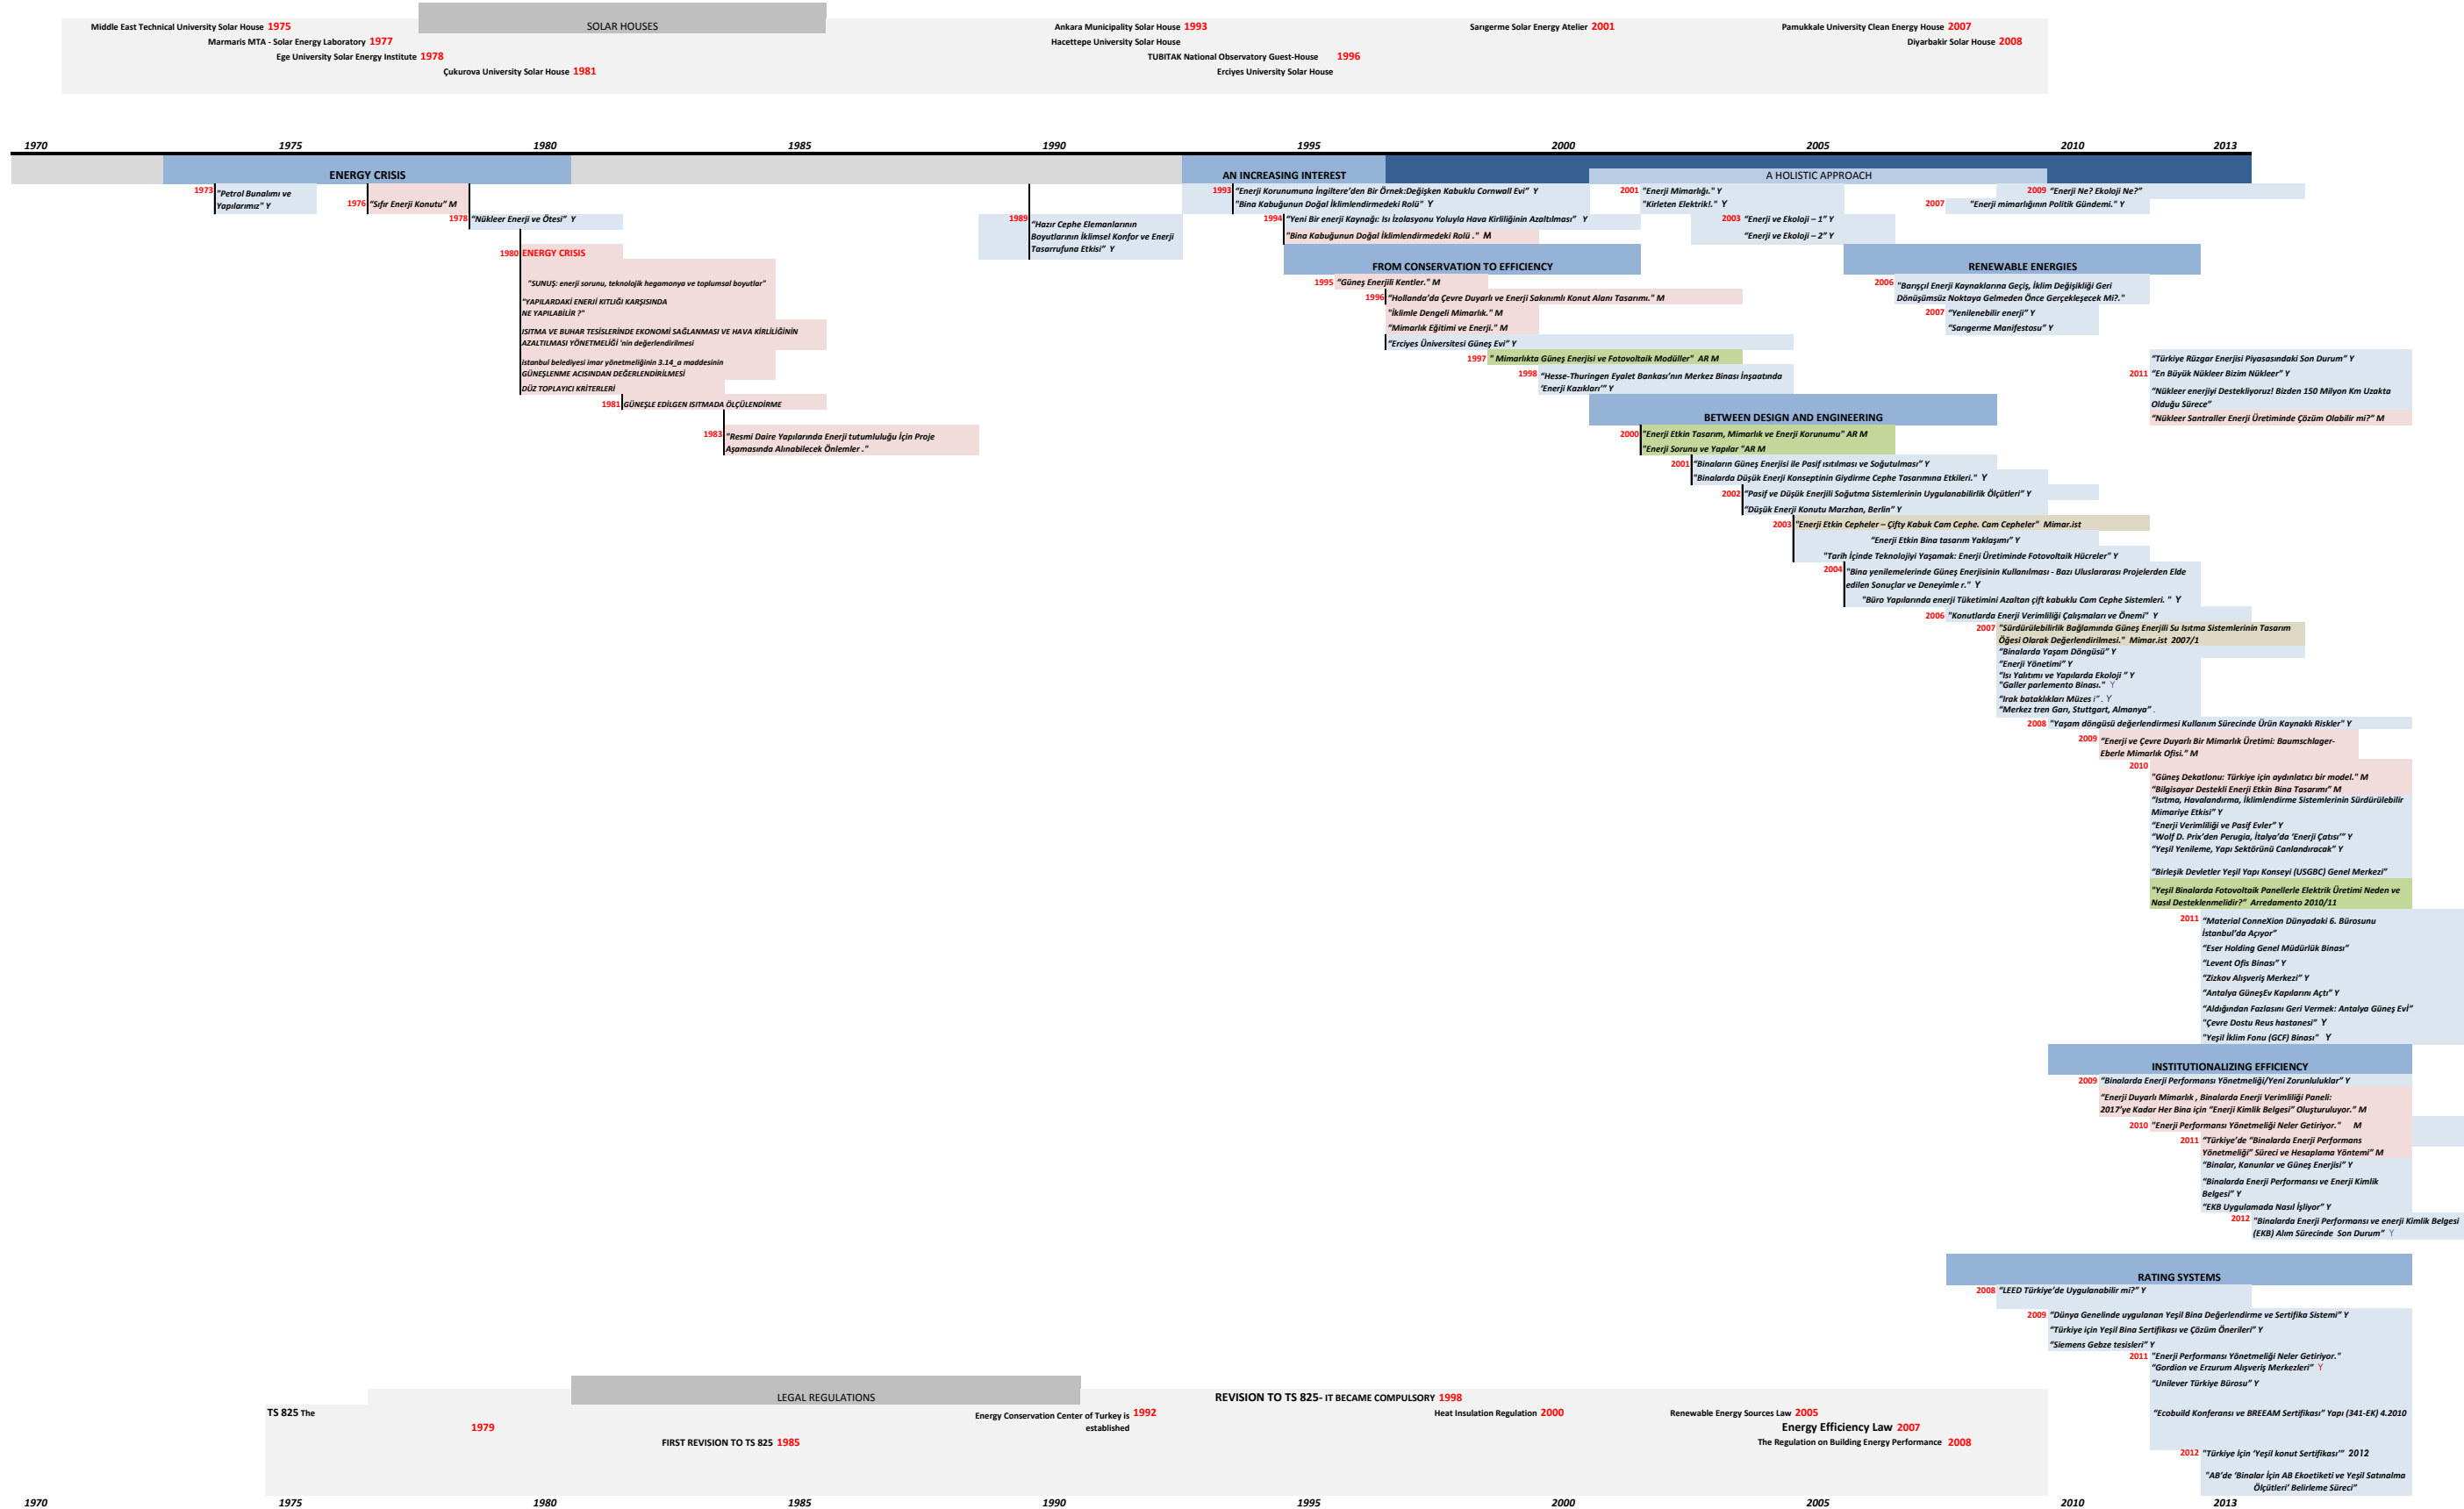 SOLAR HOUSES
Middle East Technical University Solar House 1975
Marmaris MTA - Solar Energy Laboratory 1977
Ege University Solar Energy Institute 1978
Çukurova University Solar House 1981
Ankara Municipality Solar House 1993
Hacettepe University Solar House
TUBITAK National Observatory Guest-House 1996
Erciyes University Solar House
Sarıgerme Solar Energy Atelier 2001
Pamukkale University Clean Energy House 2007
Diyarbakir Solar House 2008
1970 1975 1980 1985 1990 1995 2000 2005 2010 2013
ENERGY CRISIS
1973 "Petrol Bunalımı ve
Yapılarımız" Y
1976 "Sıfır Enerji Konutu" M
1978 "Nükleer Enerji ve Ötesi" Y
1980 ENERGY CRISIS
"SUNUŞ: enerji sorunu, teknolojik hegamonya ve toplumsal boyutlar"
"YAPILARDAKİ ENERJİ KITLIĞI KARŞISINDA
NE YAPILABİLİR ?"
ISITMA VE BUHAR TESİSLERİNDE EKONOMİ SAĞLANMASI VE HAVA KİRLİLİĞİNİN
AZALTILMASI YÖNETMELİĞİ 'nin değerlendirilmesi
istanbul belediyesi imar yönetmeliğinin 3.14_a maddesinin
GÜNEŞLENME ACISINDAN DEĞERLENDİRİLMESİ
DÜZ TOPLAYICI KRİTERLERİ
1981 GÜNEŞLE EDİLGEN ISITMADA ÖLÇÜLENDİRME
1983 "Resmi Daire Yapılarında Enerji tutumluluğu İçin Proje
Aşamasında Alınabilecek Önlemler ."
1989 "Hazır Cephe Elemanlarının
Boyutlarının İklimsel Konfor ve Enerji
Tasarrufuna Etkisi" Y
AN INCREASING INTEREST
1993 "Enerji Korunumuna İngiltere'den Bir Örnek:Değişken Kabuklu Cornwall Evi" Y
"Bina Kabuğunun Doğal İklimlendirmedeki Rolü" Y
1994 "Yeni Bir enerji Kaynağı: Isı İzolasyonu Yoluyla Hava Kirliliğinin Azaltılması" Y
"Bina Kabuğunun Doğal İklimlendirmedeki Rolü ." M
FROM CONSERVATION TO EFFICIENCY
1995 "Güneş Enerjili Kentler." M
1996 "Hollanda'da Çevre Duyarlı ve Enerji Sakınımlı Konut Alanı Tasarımı." M
"İklimle Dengeli Mimarlık." M
"Mimarlık Eğitimi ve Enerji." M
"Erciyes Üniversitesi Güneş Evi" Y
1997 " Mimarlıkta Güneş Enerjisi ve Fotovoltaik Modüller" AR M
1998 "Hesse-Thuringen Eyalet Bankası'nın Merkez Binası İnşaatında
'Enerji Kazıkları'" Y
A HOLISTIC APPROACH
2001 "Enerji Mimarlığı." Y
"Kirleten Elektrik!." Y
2003 "Enerji ve Ekoloji – 1" Y
"Enerji ve Ekoloji – 2" Y
2009 "Enerji Ne? Ekoloji Ne?"
2007 "Enerji mimarlığının Politik Gündemi." Y
RENEWABLE ENERGIES
2006 "Barışçıl Enerji Kaynaklarına Geçiş, İklim Değişikliği Geri
Dönüşümsüz Noktaya Gelmeden Önce Gerçekleşecek Mi?."
2007 "Yenilenebilir enerji" Y
"Sarıgerme Manifestosu" Y
"Türkiye Rüzgar Enerjisi Piyasasındaki Son Durum" Y
2011 "En Büyük Nükleer Bizim Nükleer" Y
"Nükleer enerjiyi Destekliyoruz! Bizden 150 Milyon Km Uzakta
Olduğu Sürece"
"Nükleer Santraller Enerji Üretiminde Çözüm Olabilir mi?" M
BETWEEN DESIGN AND ENGINEERING
2000 "Enerji Etkin Tasarım, Mimarlık ve Enerji Korunumu" AR M
"Enerji Sorunu ve Yapılar "AR M
2001 "Binaların Güneş Enerjisi ile Pasif ısıtılması ve Soğutulması" Y
"Binalarda Düşük Enerji Konseptinin Giydirme Cephe Tasarımına Etkileri." Y
2002 "Pasif ve Düşük Enerjili Soğutma Sistemlerinin Uygulanabilirlik Ölçütleri" Y
"Düşük Enerji Konutu Marzhan, Berlin" Y
2003 "Enerji Etkin Cepheler – Çifty Kabuk Cam Cephe. Cam Cepheler" Mimar.ist
"Enerji Etkin Bina tasarım Yaklaşımı" Y
"Tarih İçinde Teknolojiyi Yaşamak: Enerji Üretiminde Fotovoltaik Hücreler" Y
2004 "Bina yenilemelerinde Güneş Enerjisinin Kullanılması - Bazı Uluslararası Projelerden Elde
edilen Sonuçlar ve Deneyimle r." Y
"Büro Yapılarında enerji Tüketimini Azaltan çift kabuklu Cam Cephe Sistemleri. " Y
2006 "Konutlarda Enerji Verimliliği Çalışmaları ve Önemi" Y
2007 "Sürdürülebilirlik Bağlamında Güneş Enerjili Su Isıtma Sistemlerinin Tasarım
Öğesi Olarak Değerlendirilmesi." Mimar.ist 2007/1
"Binalarda Yaşam Döngüsü" Y
"Enerji Yönetimi" Y
"Isı Yalıtımı ve Yapılarda Ekoloji " Y
"Galler parlemento Binası." Y
"Irak bataklıkları Müzes i" . Y
"Merkez tren Garı, Stuttgart, Almanya" .
2008 "Yaşam döngüsü değerlendirmesi Kullanım Sürecinde Ürün Kaynaklı Riskler" Y
2009 "Enerji ve Çevre Duyarlı Bir Mimarlık Üretimi: Baumschlager-
Eberle Mimarlık Ofisi." M
2010
"Güneş Dekatlonu: Türkiye için aydınlatıcı bir model." M
"Bilgisayar Destekli Enerji Etkin Bina Tasarımı" M
"Isıtma, Havalandırma, İklimlendirme Sistemlerinin Sürdürülebilir
Mimariye Etkisi" Y
"Enerji Verimliliği ve Pasif Evler" Y
"Wolf D. Prix'den Perugia, İtalya'da 'Enerji Çatısı'" Y
"Yeşil Yenileme, Yapı Sektörünü Canlandıracak" Y
"Birleşik Devletler Yeşil Yapı Konseyi (USGBC) Genel Merkezi"
"Yeşil Binalarda Fotovoltaik Panellerle Elektrik Üretimi Neden ve
Nasıl Desteklenmelidir?" Arredamento 2010/11
2011 "Material ConneXion Dünyadaki 6. Bürosunu
İstanbul'da Açıyor"
"Eser Holding Genel Müdürlük Binası"
"Levent Ofis Binası" Y
"Zizkov Alışveriş Merkezi" Y
"Antalya GüneşEv Kapılarını Açtı" Y
"Aldığından Fazlasını Geri Vermek: Antalya Güneş Evİ"
"Çevre Dostu Reus hastanesi" Y
"Yeşil İklim Fonu (GCF) Binası" Y
INSTITUTIONALIZING EFFICIENCY
2009 "Binalarda Enerji Performansı Yönetmeliği/Yeni Zorunluluklar" Y
"Enerji Duyarlı Mimarlık , Binalarda Enerji Verimliliği Paneli:
2017'ye Kadar Her Bina için "Enerji Kimlik Belgesi" Oluşturuluyor." M
2010 "Enerji Performansı Yönetmeliği Neler Getiriyor." M
2011 "Türkiye'de "Binalarda Enerji Performans
Yönetmeliği" Süreci ve Hesaplama Yöntemi" M
"Binalar, Kanunlar ve Güneş Enerjisi" Y
"Binalarda Enerji Performansı ve Enerji Kimlik
Belgesi" Y
"EKB Uygulamada Nasıl İşliyor" Y
2012 "Binalarda Enerji Performansı ve enerji Kimlik Belgesi
(EKB) Alım Sürecinde Son Durum" Y
RATING SYSTEMS
2008 "LEED Türkiye'de Uygulanabilir mi?" Y
2009 "Dünya Genelinde uygulanan Yeşil Bina Değerlendirme ve Sertifika Sistemi" Y
"Türkiye için Yeşil Bina Sertifikası ve Çözüm Önerileri" Y
"Siemens Gebze tesisleri" Y
2011 "Enerji Performansı Yönetmeliği Neler Getiriyor."
"Gordion ve Erzurum Alışveriş Merkezleri" Y
"Unilever Türkiye Bürosu" Y
"Ecobuild Konferansı ve BREEAM Sertifikası" Yapı (341-EK) 4.2010
2012 "Türkiye İçin 'Yeşil konut Sertifikası'" 2012
"AB'de 'Binalar İçin AB Ekoetiketi ve Yeşil Satınalma
Ölçütleri' Belirleme Süreci"
LEGAL REGULATIONS
TS 825 The
1979
FIRST REVISION TO TS 825 1985
Energy Conservation Center of Turkey is 1992
established
REVISION TO TS 825- IT BECAME COMPULSORY 1998
Heat Insulation Regulation 2000
Renewable Energy Sources Law 2005
Energy Efficiency Law 2007
The Regulation on Building Energy Performance 2008
1970 1975 1980 1985 1990 1995 2000 2005 2010 2013